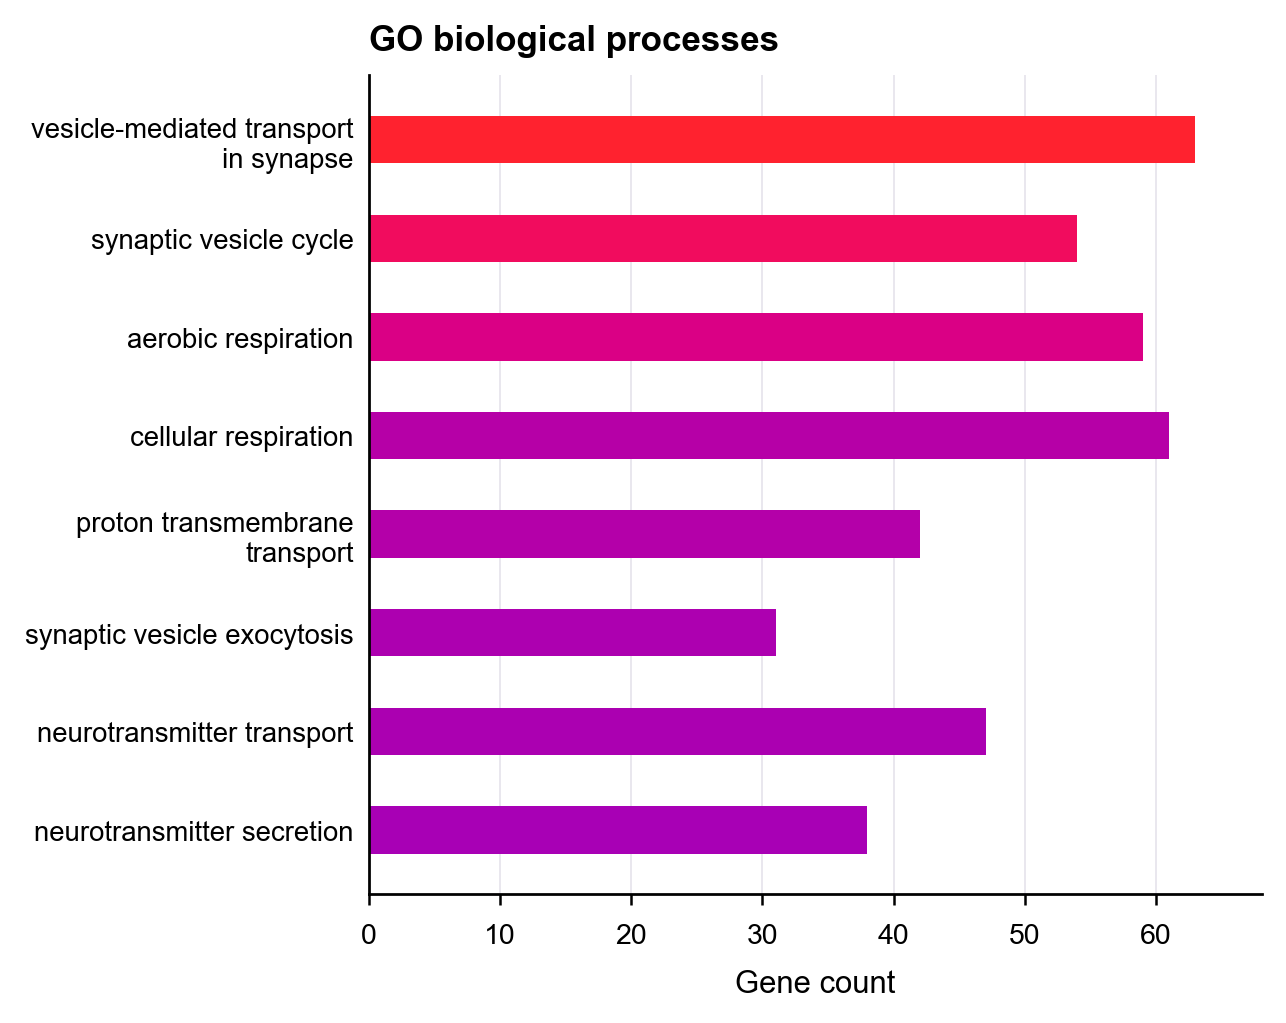 GO biological processes
vesicle-mediated transport
in synapse
synaptic vesicle cycle
aerobic respiration
cellular respiration
proton transmembrane
transport
synaptic vesicle exocytosis
neurotransmitter transport
neurotransmitter secretion
0 10 20 30 40 50 60
Gene count